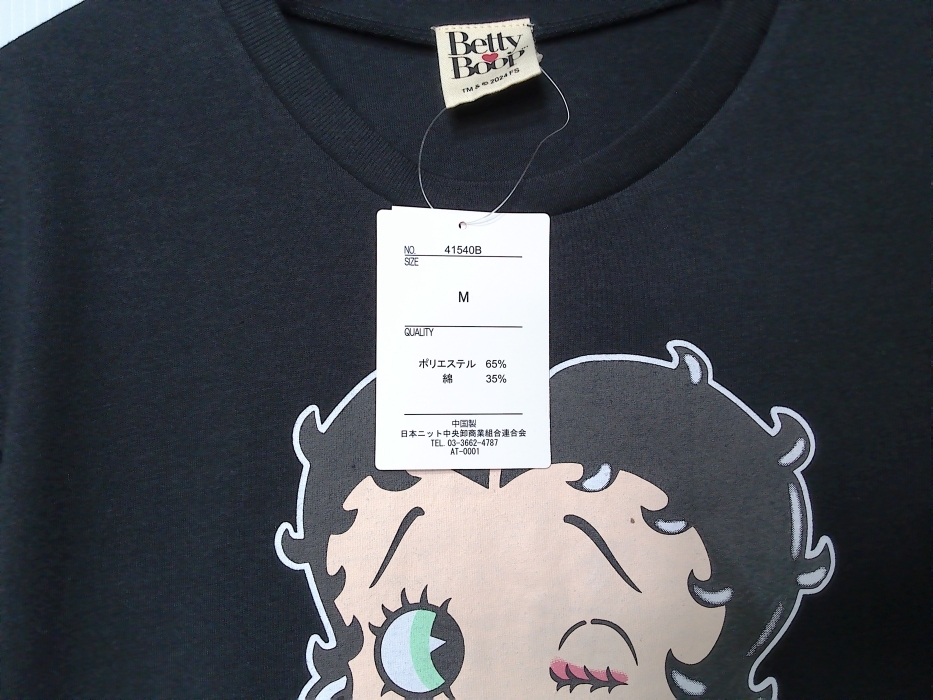 Betty
Boop
TM & © 2024 FS
NO. 41540B
SIZE
M
QUALITY
ポリエステル 65%
綿 35%
中国製
日本ニット中央卸商業組合連合会
TEL. 03-3662-4787
AT-0001